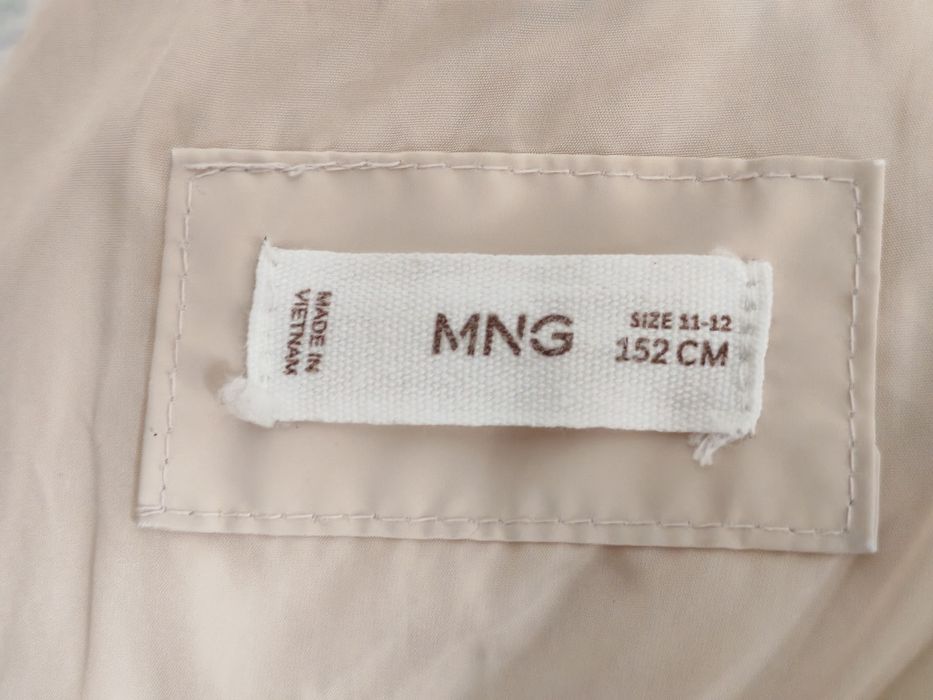 MADE IN
VIETNAM
MNG
SIZE 11-12
152 CM